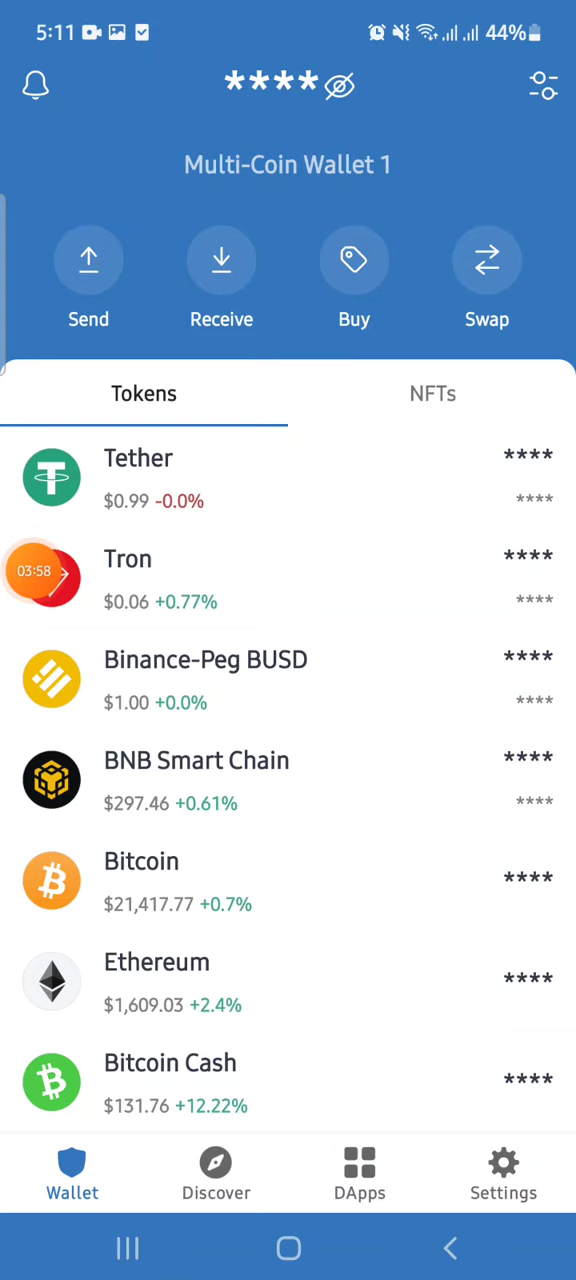 5:11 44%
****
Multi-Coin Wallet 1
Send Receive Buy Swap
Tokens NFTs
Tether ****
$0.99 -0.0% ****
03:58
Tron ****
$0.06 +0.77% ****
Binance-Peg BUSD ****
$1.00 +0.0% ****
BNB Smart Chain ****
$297.46 +0.61% ****
Bitcoin ****
$21,417.77 +0.7%
Ethereum ****
$1,609.03 +2.4%
Bitcoin Cash ****
$131.76 +12.22%
Wallet Discover DApps Settings